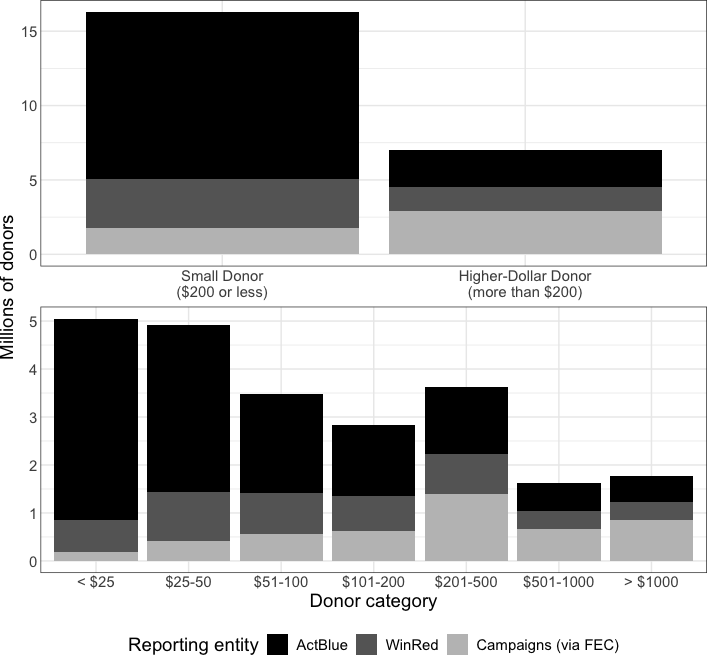 15
10
5
0
Small Donor
($200 or less)
Higher-Dollar Donor
(more than $200)
Millions of donors
5
4
3
2
1
0
< $25
$25-50
$51-100
$101-200
$201-500
$501-1000
> $1000
Donor category
Reporting entity ActBlue WinRed Campaigns (via FEC)